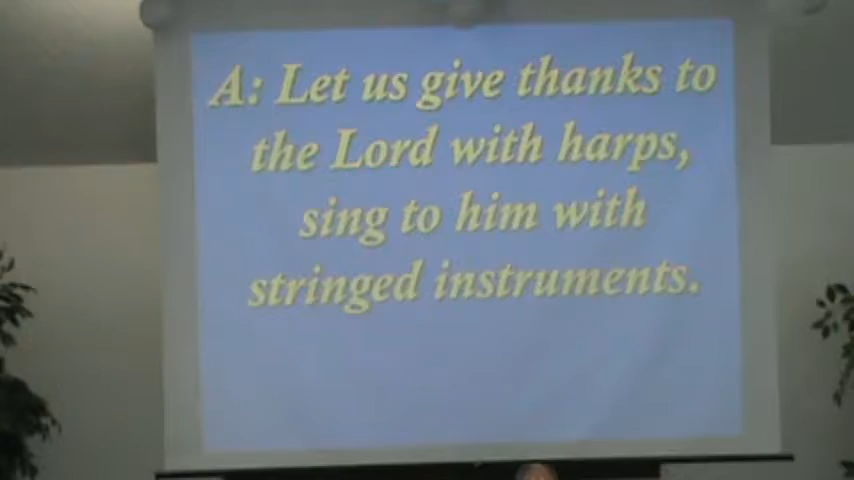 A: Let us give thanks to
the Lord with harps,
sing to him with
stringed instruments.